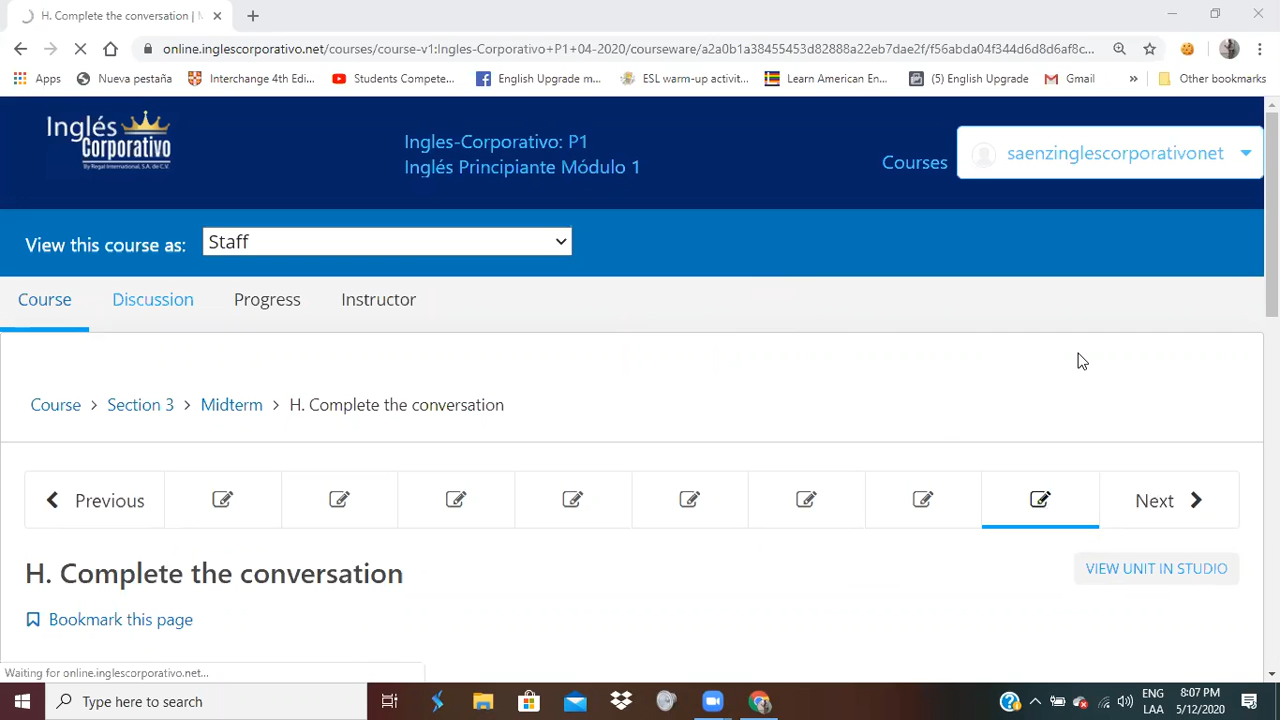 H. Complete the conversation | M
online.inglescorporativo.net/courses/course-v1:Ingles-Corporativo+P1+04-2020/courseware/a2a0b1a38455453d82888a22eb7dae2f/f56abda04f344d6d8d6af8c...
Apps Nueva pestaña Interchange 4th Edi... Students Compete... English Upgrade m... ESL warm-up activit... Learn American En... (5) English Upgrade Gmail » Other bookmarks
Inglés
Corporativo
By Regal International, S.A. de C.V.
Ingles-Corporativo: P1
Inglés Principiante Módulo 1
Courses saenzinglescorporativonet
View this course as: Staff
Course Discussion Progress Instructor
Course > Section 3 > Midterm > H. Complete the conversation
Previous Next
H. Complete the conversation
VIEW UNIT IN STUDIO
Bookmark this page
Waiting for online.inglescorporativo.net...
Type here to search
ENG 8:07 PM
LAA 5/12/2020